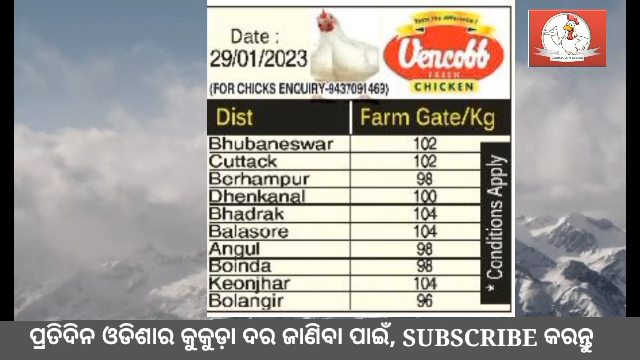 Date :
29/01/2023
taste the difference!
Vencobb
FRESH
CHICKEN
(FOR CHICKS ENQUIRY-9437091469)
Dist Farm Gate/Kg
Bhubaneswar 102
Cuttack 102
Berhampur 98
Dhenkanal 100
Bhadrak 104
Balasore 104
Angul 98
Boinda 98
Keonjhar 104
Bolangir 96
* Conditions Apply
ପ୍ରତିଦିନ ଓଡିଶାର କୁକୁଡ଼ା ଦର ଜାଣିବା ପାଇଁ, SUBSCRIBE କରନ୍ତୁ